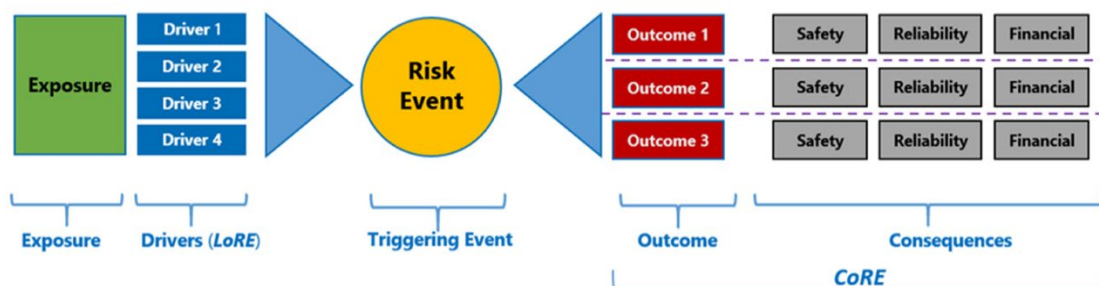 Exposure
Driver 1
Driver 2
Driver 3
Driver 4
Risk
Event
Outcome 1
Safety
Reliability
Financial
Outcome 2
Safety
Reliability
Financial
Outcome 3
Safety
Reliability
Financial
Exposure
Drivers (LoRE)
Triggering Event
Outcome
Consequences
CoRE